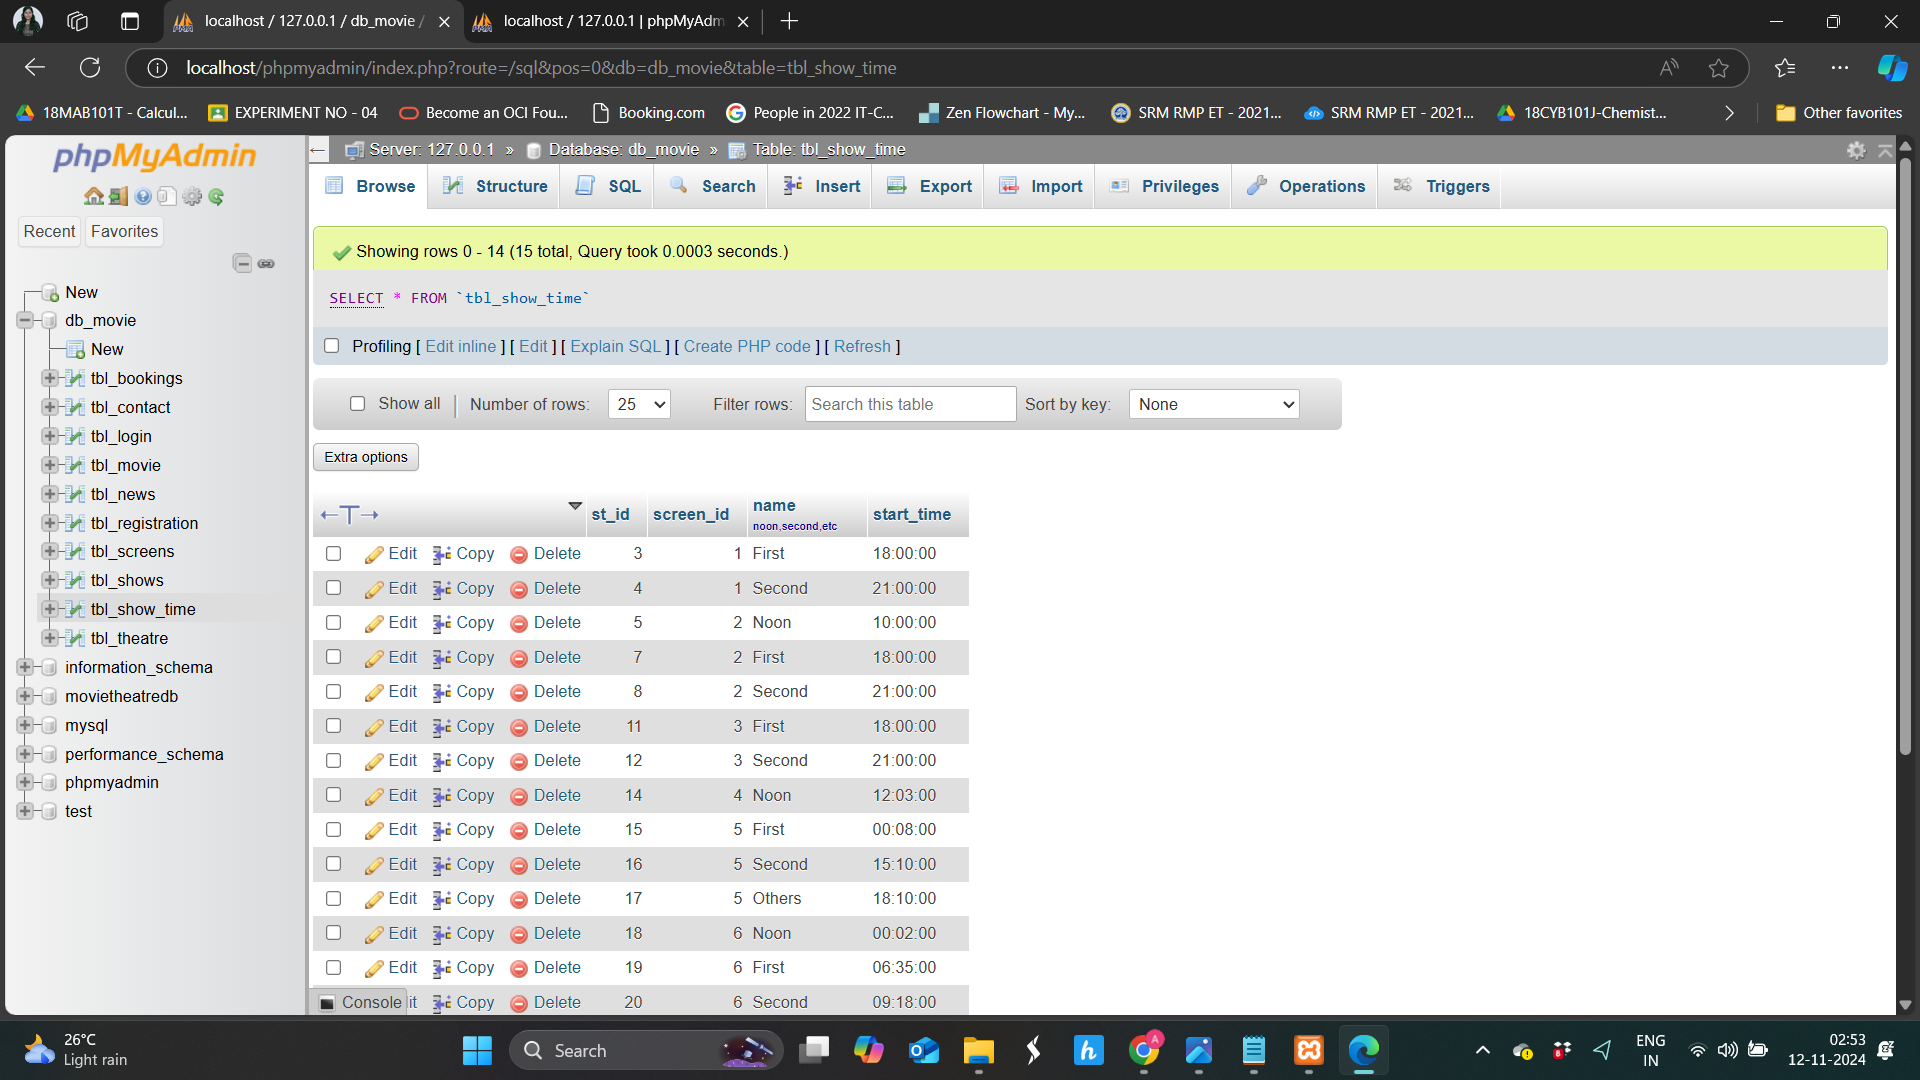 localhost / 127.0.0.1 / db_movie /
localhost / 127.0.0.1 | phpMyAdm
localhost/phpmyadmin/index.php?route=/sql&pos=0&db=db_movie&table=tbl_show_time
18MAB101T - Calcul... EXPERIMENT NO - 04 Become an OCI Fou... Booking.com People in 2022 IT-C... Zen Flowchart - My... SRM RMP ET - 2021... SRM RMP ET - 2021... 18CYB101J-Chemist... Other favorites
phpMyAdmin
Recent Favorites
New
db_movie
New
tbl_bookings
tbl_contact
tbl_login
tbl_movie
tbl_news
tbl_registration
tbl_screens
tbl_shows
tbl_show_time
tbl_theatre
information_schema
movietheatredb
mysql
performance_schema
phpmyadmin
test
Server: 127.0.0.1 » Database: db_movie » Table: tbl_show_time
Browse Structure SQL Search Insert Export Import Privileges Operations Triggers
Showing rows 0 - 14 (15 total, Query took 0.0003 seconds.)
SELECT * FROM `tbl_show_time`
Profiling [ Edit inline ] [ Edit ] [ Explain SQL ] [ Create PHP code ] [ Refresh ]
Show all Number of rows: 25 Filter rows: Search this table Sort by key: None
Extra options
←T→ st_id screen_id name start_time
noon,second,etc
Edit Copy Delete 3 1 First 18:00:00
Edit Copy Delete 4 1 Second 21:00:00
Edit Copy Delete 5 2 Noon 10:00:00
Edit Copy Delete 7 2 First 18:00:00
Edit Copy Delete 8 2 Second 21:00:00
Edit Copy Delete 11 3 First 18:00:00
Edit Copy Delete 12 3 Second 21:00:00
Edit Copy Delete 14 4 Noon 12:03:00
Edit Copy Delete 15 5 First 00:08:00
Edit Copy Delete 16 5 Second 15:10:00
Edit Copy Delete 17 5 Others 18:10:00
Edit Copy Delete 18 6 Noon 00:02:00
Edit Copy Delete 19 6 First 06:35:00
Console it Copy Delete 20 6 Second 09:18:00
26°C
Light rain
Search
A
ENG
IN
02:53
12-11-2024